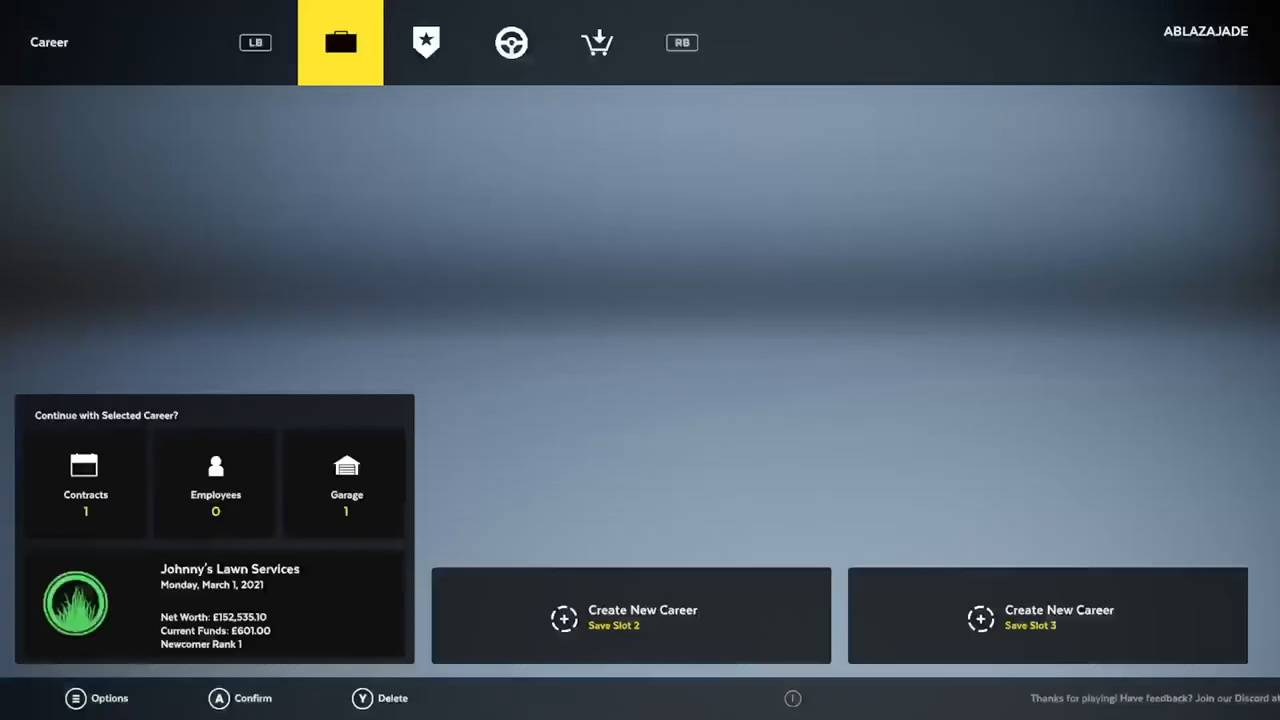 Career
LB
RB
ABLAZAJADE
Continue with Selected Career?
Contracts
1
Employees
0
Garage
1
Johnny's Lawn Services
Monday, March 1, 2021
Net Worth: £152,535.10
Current Funds: £601.00
Newcomer Rank 1
Create New Career
Save Slot 2
Create New Career
Save Slot 3
Options
A Confirm
Y Delete
Thanks for playing! Have feedback? Join our Discord at